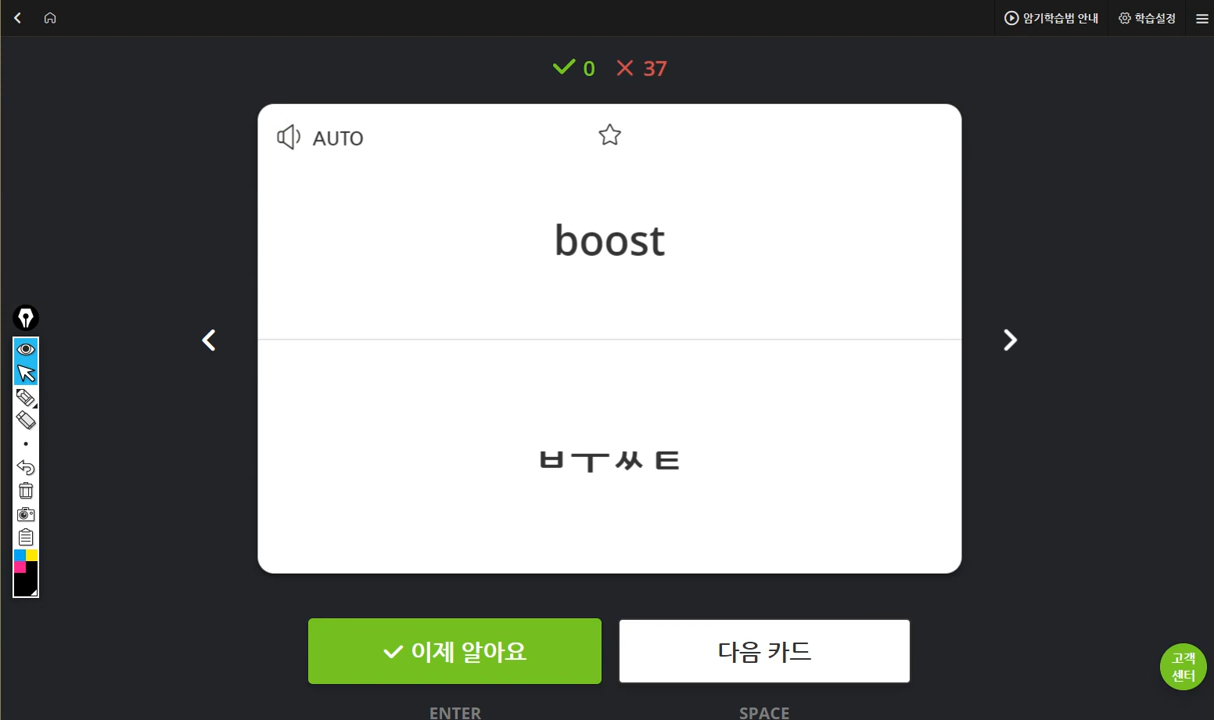 암기학습법 안내
학습설정
0
37
AUTO
boost
ㅂㅜㅆㅌ
이제 알아요
다음 카드
ENTER
SPACE
고객
센터